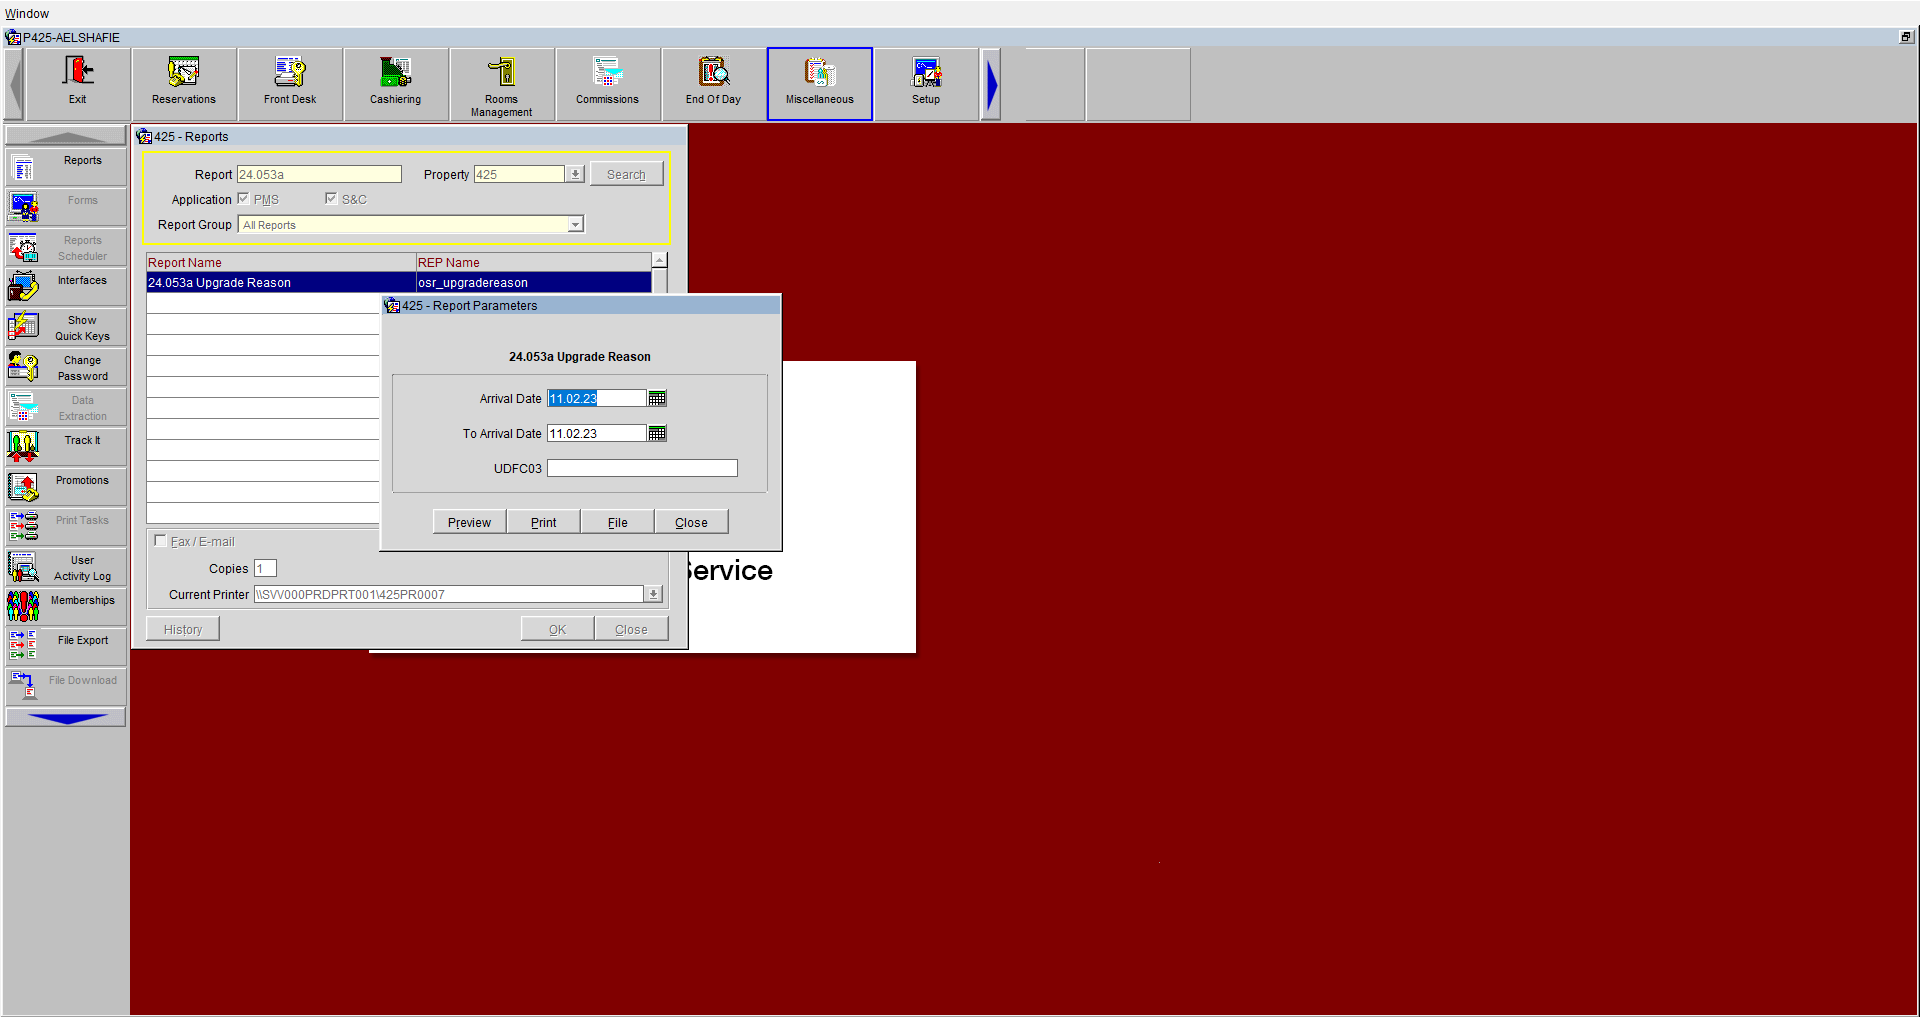 Window
P425-AELSHAFIE
Exit
Reservations
Front Desk
Cashiering
Rooms
Management
Commissions
End Of Day
Miscellaneous
Setup
Reports
Forms
Reports
Scheduler
Interfaces
Show
Quick Keys
Change
Password
Data
Extraction
Track It
Promotions
Print Tasks
User
Activity Log
Memberships
File Export
File Download
425 - Reports
Report 24.053a Property 425 Search
Application PMS S&C
Report Group All Reports
Report Name REP Name
24.053a Upgrade Reason osr_upgradereason
425 - Report Parameters
24.053a Upgrade Reason
Arrival Date 11.02.23
To Arrival Date 11.02.23
UDFC03
Preview Print File Close
Fax / E-mail
Copies 1
Current Printer \\SVV000PRDPRT001\425PR0007
History OK Close
Service